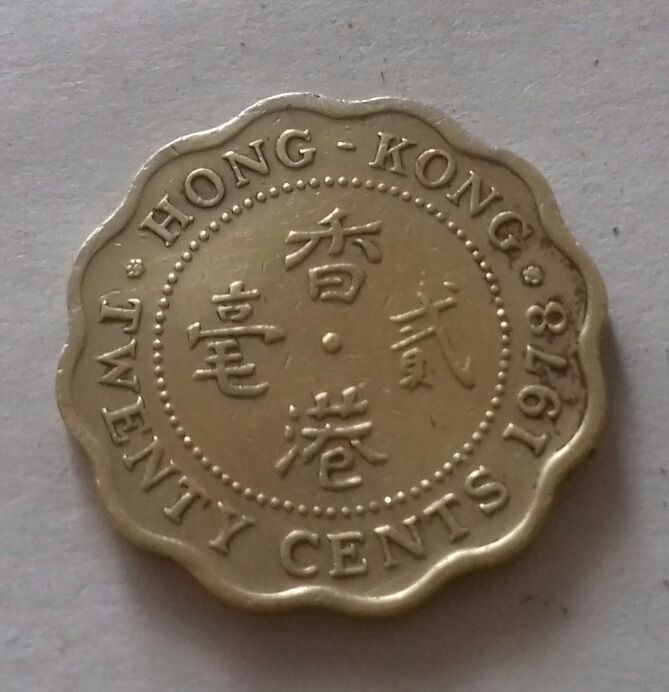 HONG - KONG
香·港
貳毫
TWENTY CENTS 1978